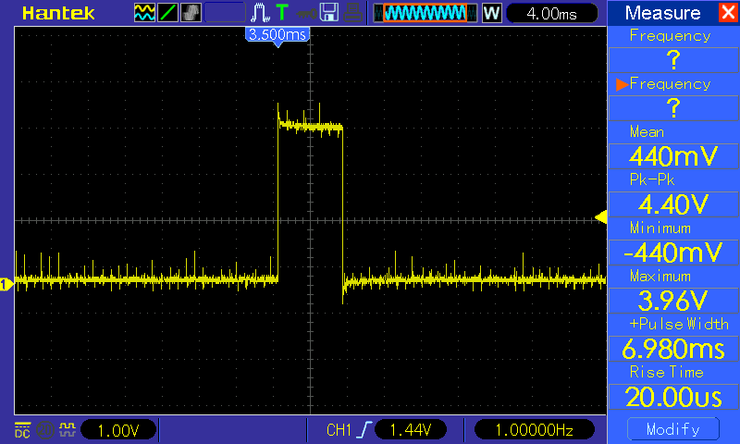 Hantek T W 4.00ms Measure
3.500ms
Frequency
?
Frequency
?
Mean
440mV
Pk-Pk
4.40V
Minimum
-440mV
Maximum
3.96V
+Pulse Width
6.980ms
Rise Time
20.00us
1
DC 1.00V CH1 1.44V 1.00000Hz Modify